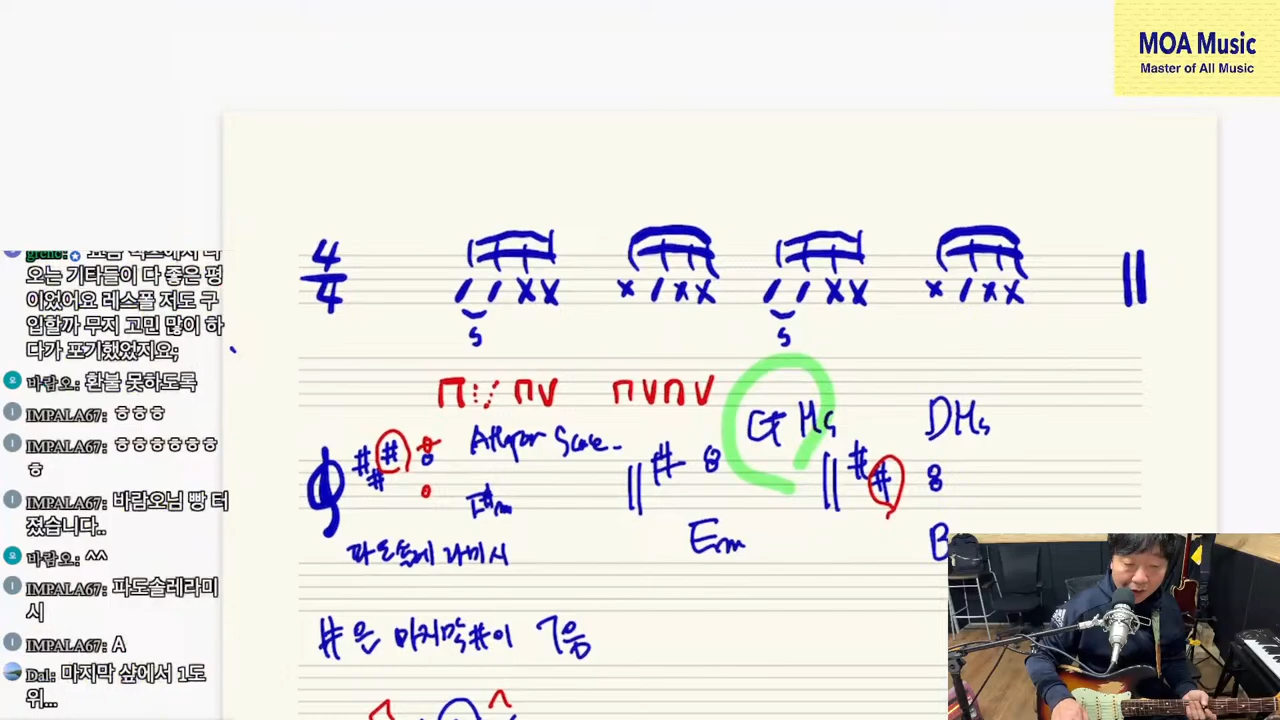 MOA Music
Master of All Music
4
4
S
S
오는 기타들이 다 좋은 평
이었어요 레스폴 저도 구
입할까 무지 고민 많이 하
다가 포기했었지요;
바람오: 환불 못하도록
IMPALA67: ㅎㅎㅎ
IMPALA67: ㅎㅎㅎㅎㅎㅎ
ㅎ
IMPALA67: 바람오님 빵 터
졌습니다..
바람오: ^^
IMPALA67: 파도솔레라미
시
IMPALA67: A
Dal: 마지막 샾에서 1도
위...
G
DMs
Em
B
파도솔레라미시
#은 마지막#이 7음